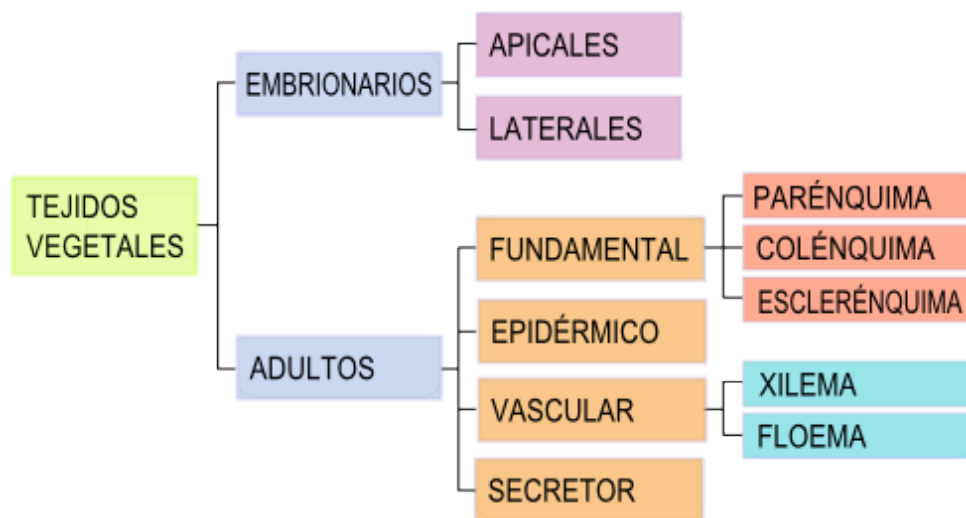 TEJIDOS
VEGETALES
EMBRIONARIOS
APICALES
LATERALES
ADULTOS
FUNDAMENTAL
PARÉNQUIMA
COLÉNQUIMA
ESCLERÉNQUIMA
EPIDÉRMICO
VASCULAR
XILEMA
FLOEMA
SECRETOR